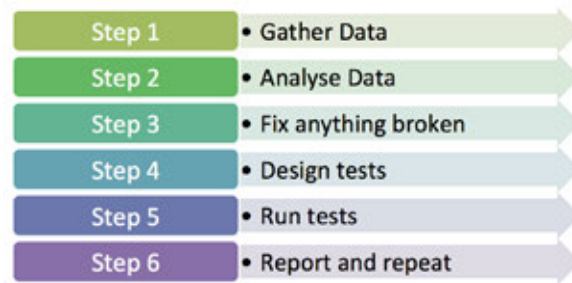 Step 1 • Gather Data
Step 2 • Analyse Data
Step 3 • Fix anything broken
Step 4 • Design tests
Step 5 • Run tests
Step 6 • Report and repeat